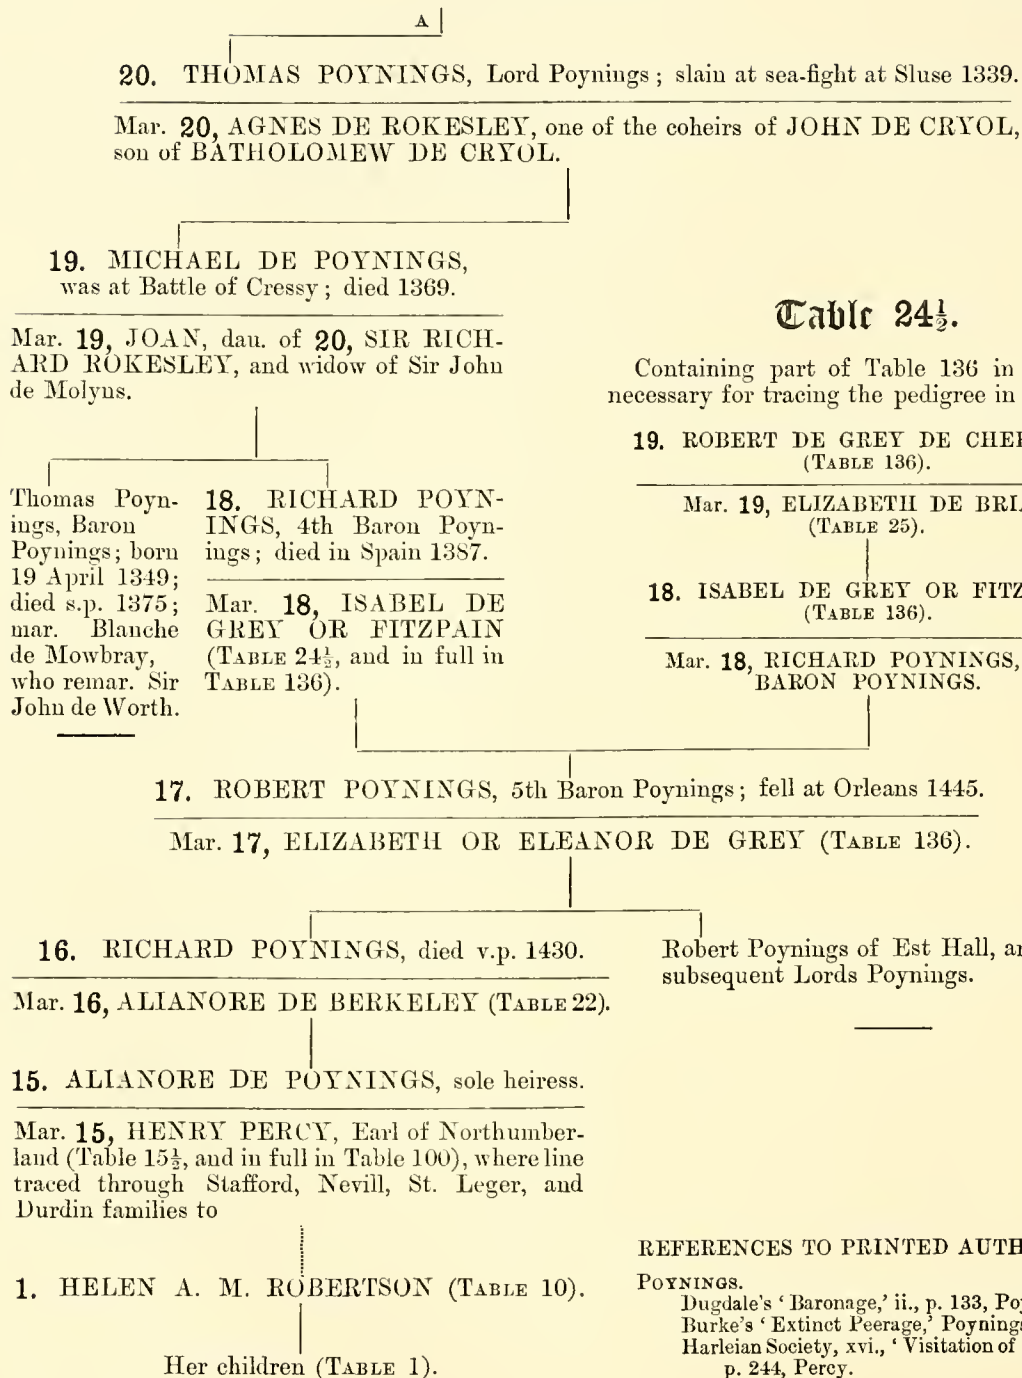 A
20. THOMAS POYNINGS, Lord Poynings; slain at sea-fight at Sluse 1339.
Mar. 20, AGNES DE ROKESLEY, one of the coheirs of JOHN DE CRYOL,
son of BATHOLOMEW DE CRYOL.
19. MICHAEL DE POYNINGS,
was at Battle of Cressy; died 1369.
Mar. 19, JOAN, dau. of 20, SIR RICH-
ARD ROKESLEY, and widow of Sir John
de Molyns.
Thomas Poyn-
ings, Baron
Poynings; born
19 April 1349;
died s.p. 1375;
mar. Blanche
de Mowbray,
who remar. Sir
John de Worth.
18. RICHARD POYN-
INGS, 4th Baron Poyn-
ings; died in Spain 1387.
Mar. 18, ISABEL DE
GREY OR FITZPAIN
(TABLE 24½, and in full in
TABLE 136).
Table 24½.
Containing part of Table 136 in
necessary for tracing the pedigree in
19. ROBERT DE GREY DE
(TABLE 136).
Mar. 19, ELIZABETH DE
(TABLE 25).
18. ISABEL DE GREY OR FITZ
(TABLE 136).
Mar. 18, RICHARD POYNINGS,
BARON POYNINGS.
17. ROBERT POYNINGS, 5th Baron Poynings; fell at Orleans 1445.
Mar. 17, ELIZABETH OR ELEANOR DE GREY (TABLE 136).
16. RICHARD POYNINGS, died v.p. 1430.
Mar. 16, ALIANORE DE BERKELEY (TABLE 22).
15. ALIANORE DE POYNINGS, sole heiress.
Mar. 15, HENRY PERCY, Earl of Northumber-
land (Table 15½, and in full in Table 100), where line
traced through Stafford, Nevill, St. Leger, and
Durdin families to
1. HELEN A. M. ROBERTSON (TABLE 10).
Her children (TABLE 1).
Robert Poynings of Est Hall,
subsequent Lords Poynings.
REFERENCES TO PRINTED AUTH
POYNINGS.
Dugdale's 'Baronage,' ii., p. 133,
Burke's 'Extinct Peerage,' Poynings
Harleian Society, xvi., 'Visitation of
p. 244, Percy.